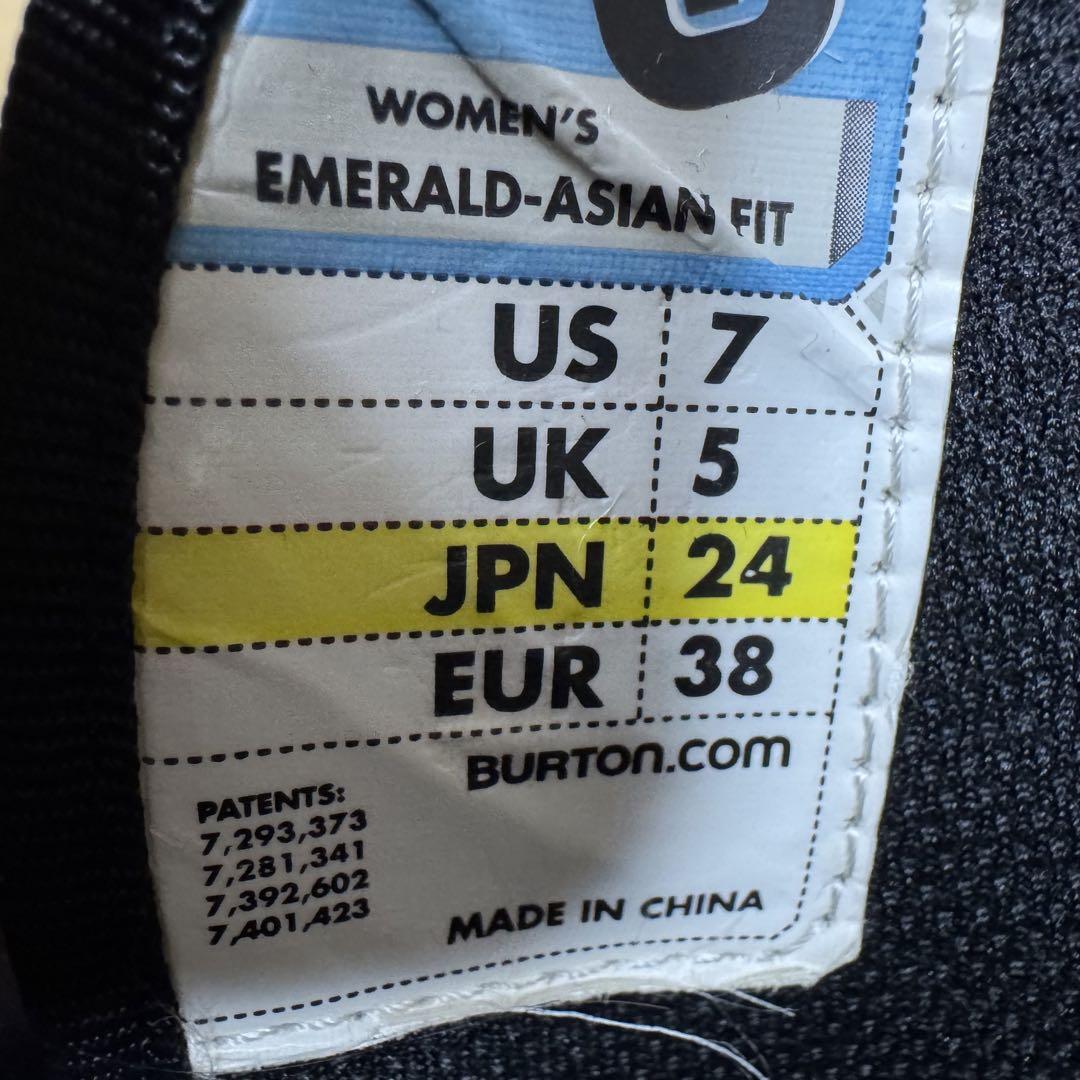 WOMEN'S
EMERALD-ASIAN FIT
US 7
UK 5
JPN 24
EUR 38
BURTON.COM
PATENTS:
7,293,373
7,281,341
7,392,602
7,401,423
MADE IN CHINA